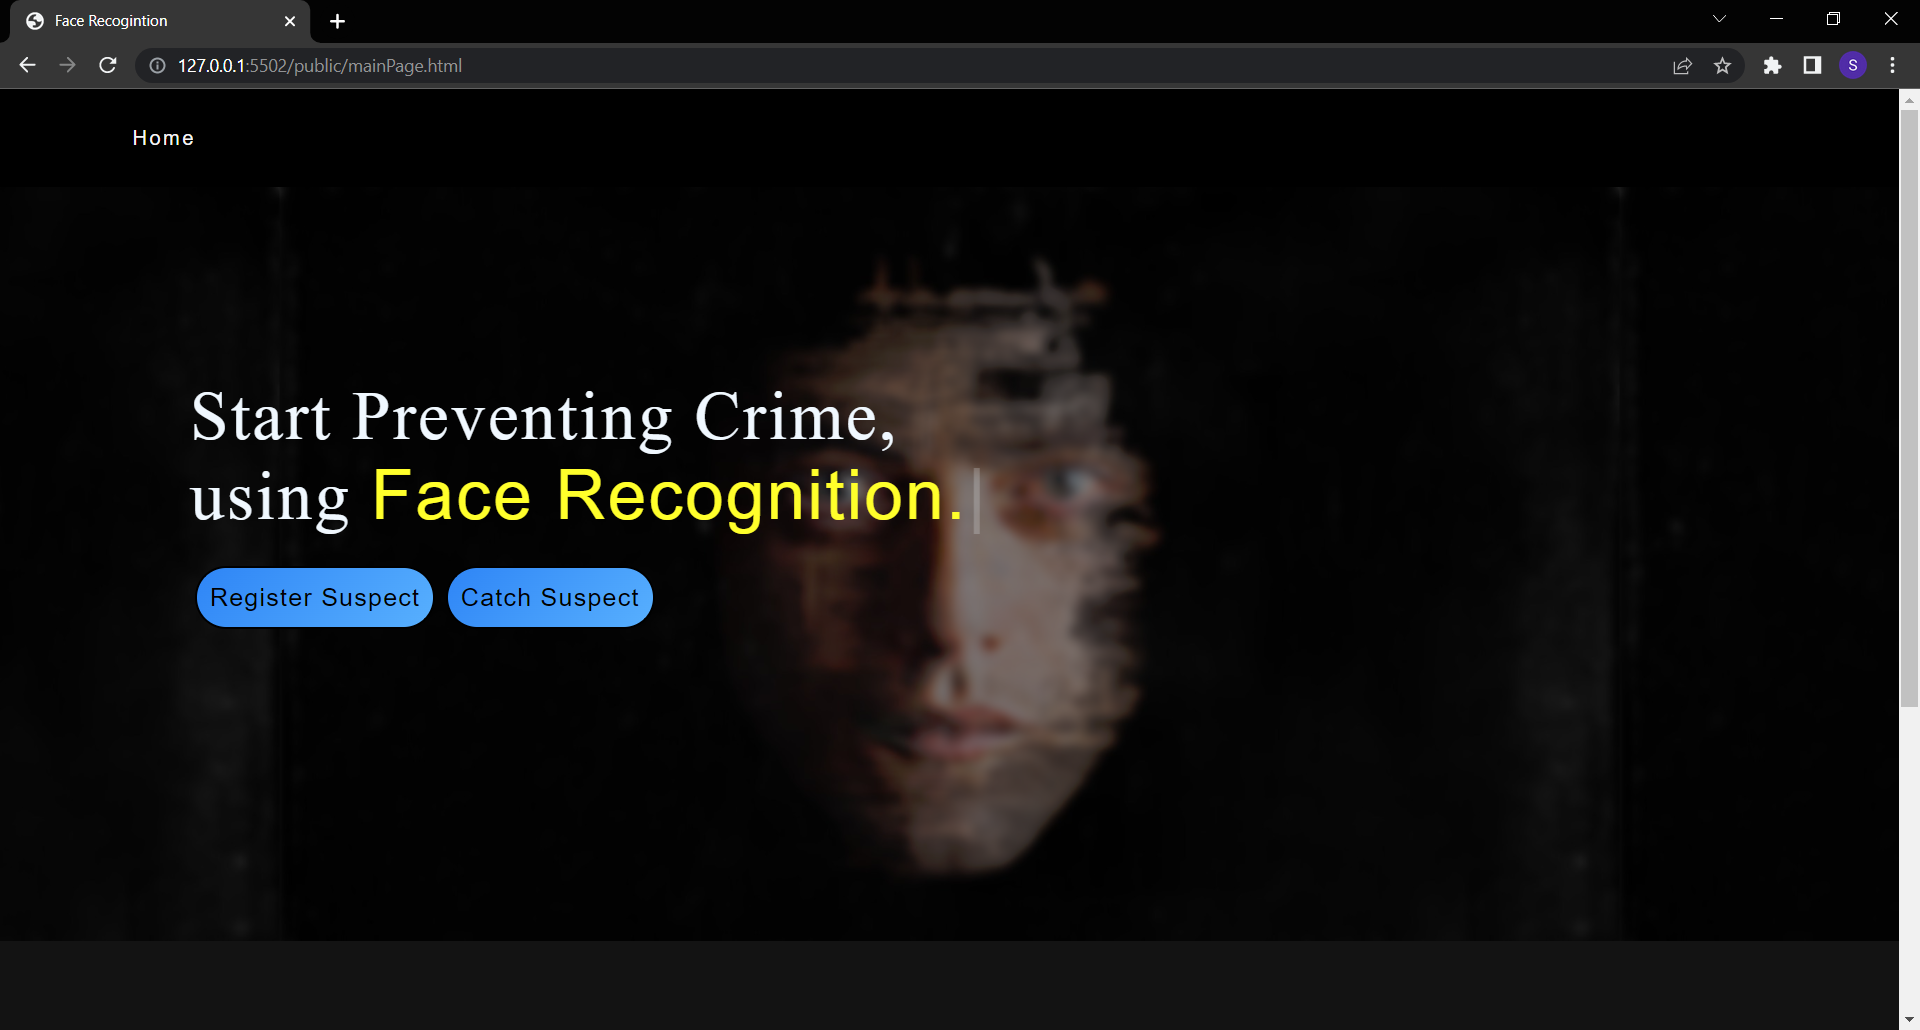 Face Recogintion
127.0.0.1:5502/public/mainPage.html
S
Home
Start Preventing Crime,
using Face Recognition.
Register Suspect Catch Suspect